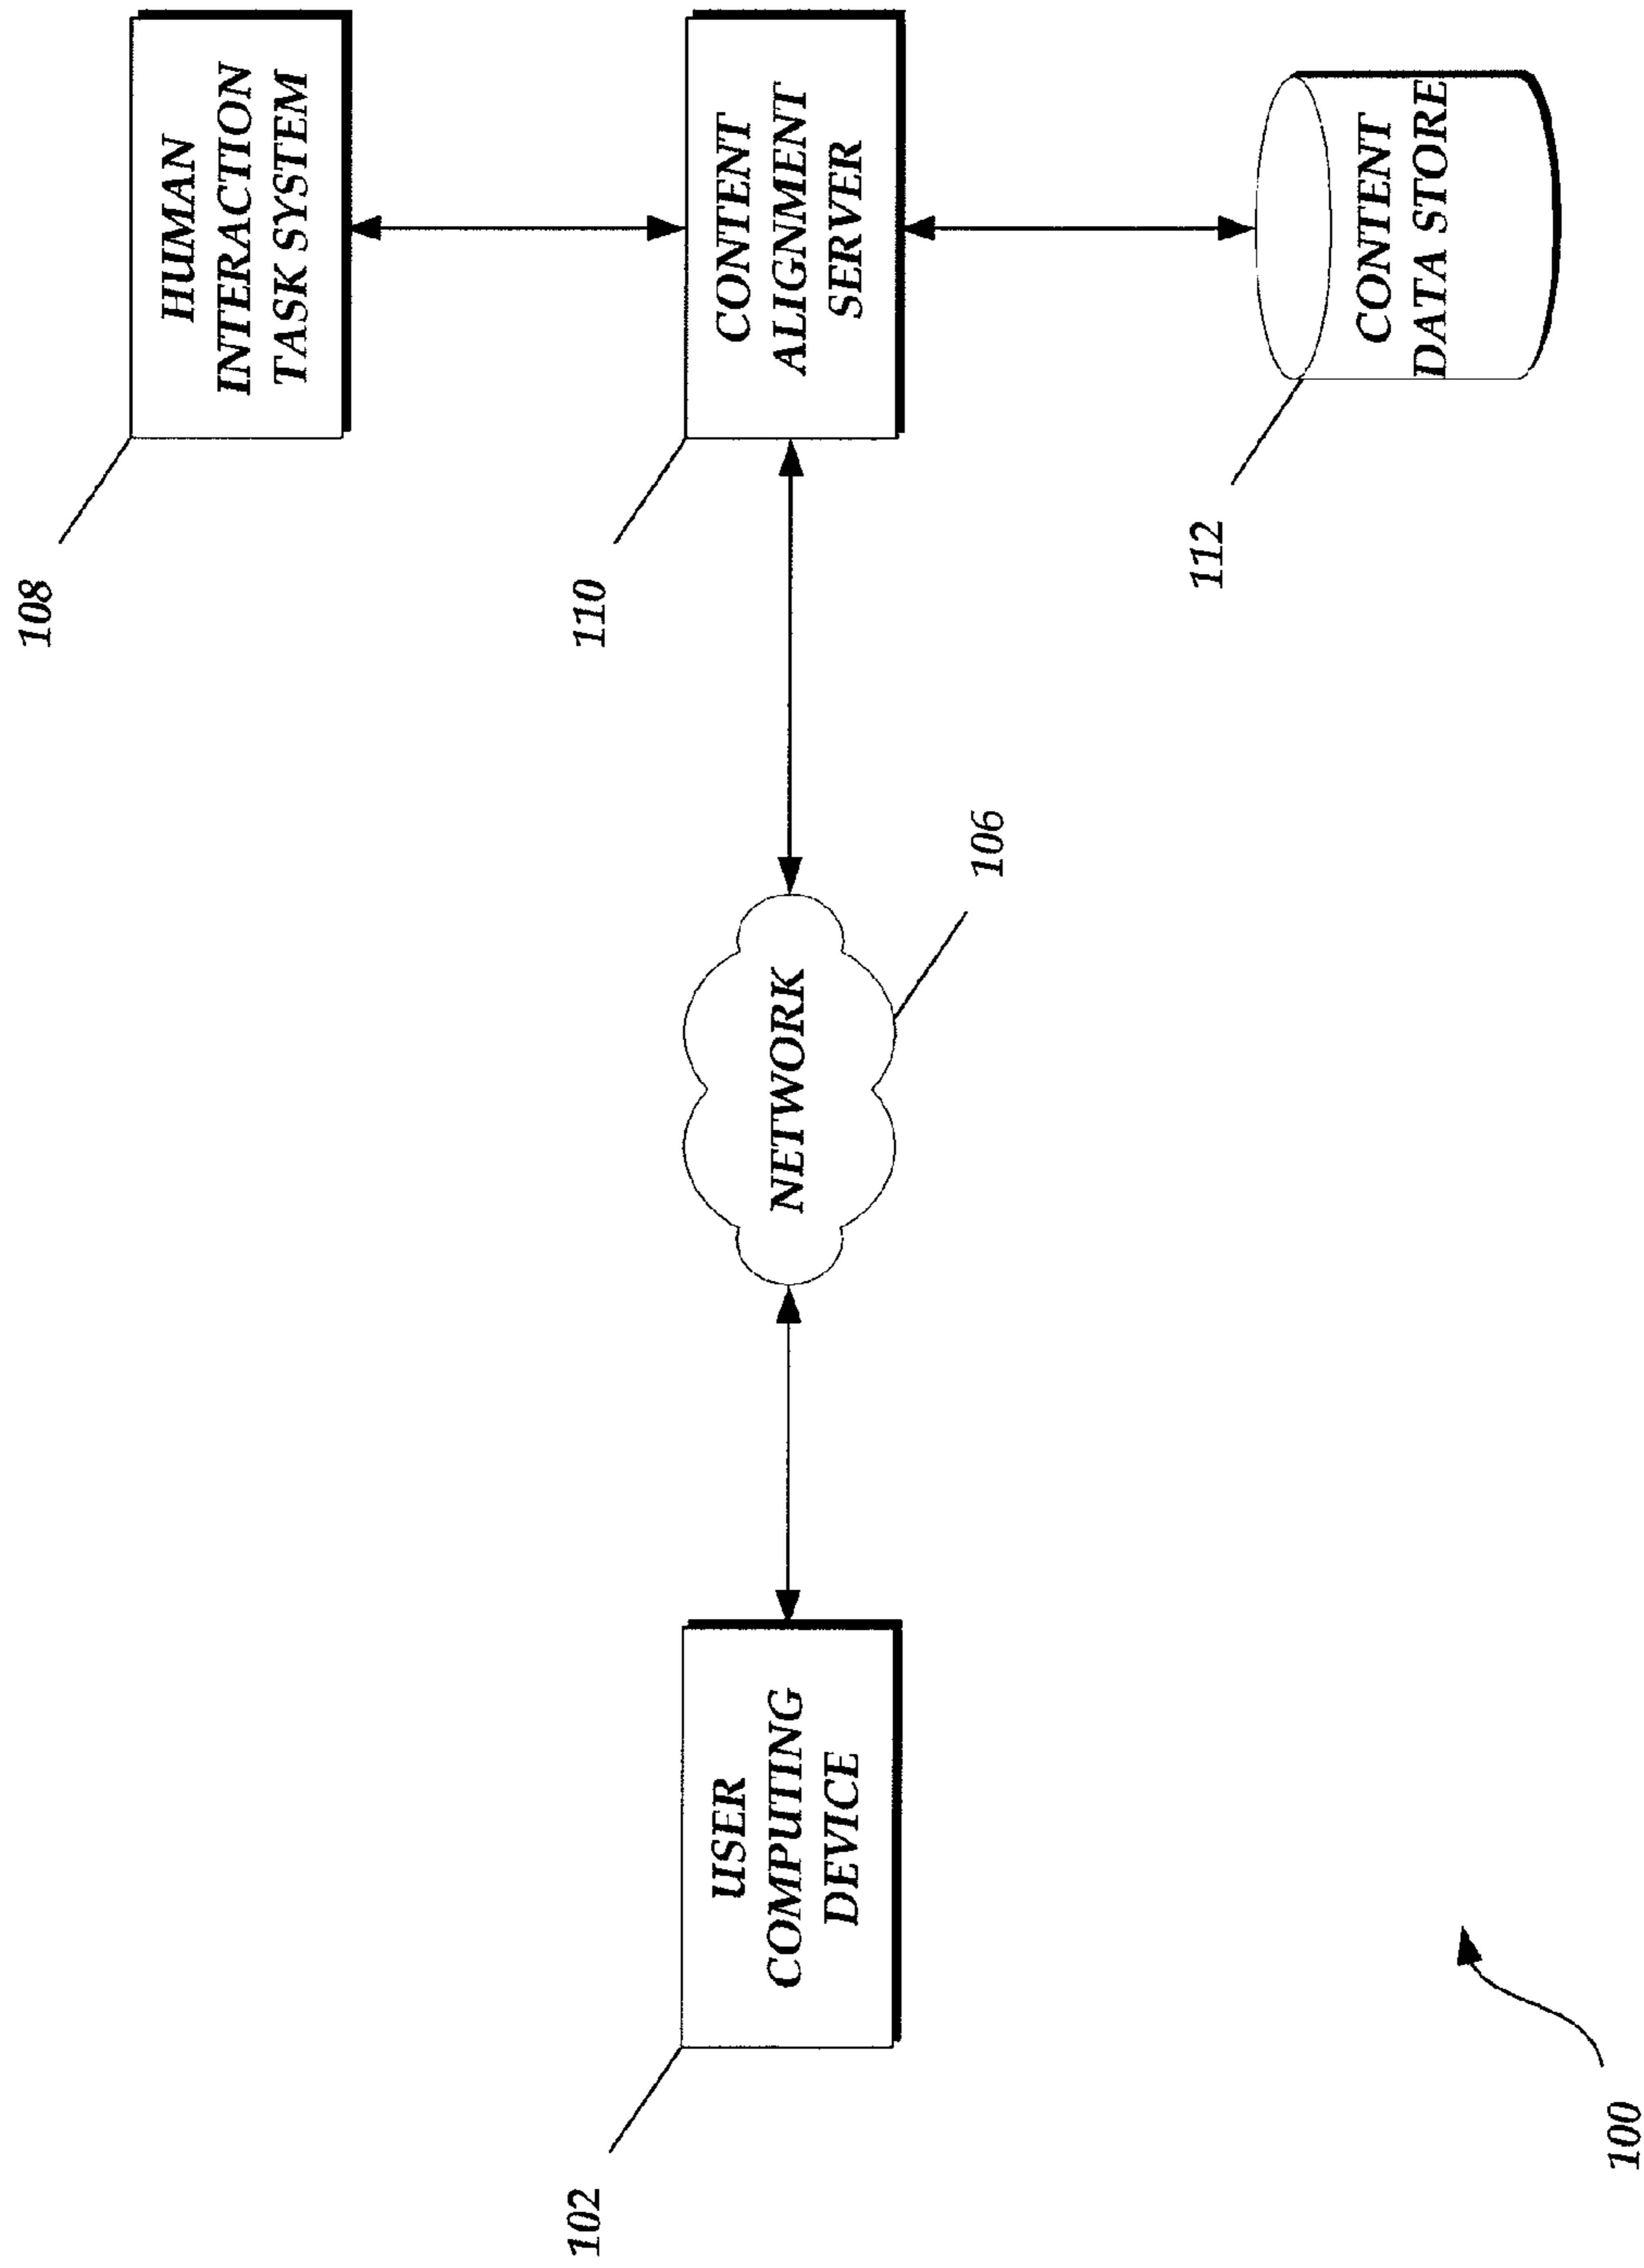 108
HUMAN
INTERACTION
TASK SYSTEM
102
USER
COMPUTING
DEVICE
NETWORK
106
110
CONTENT
ALIGNMENT
SERVER
112
CONTENT
DATA STORE
100